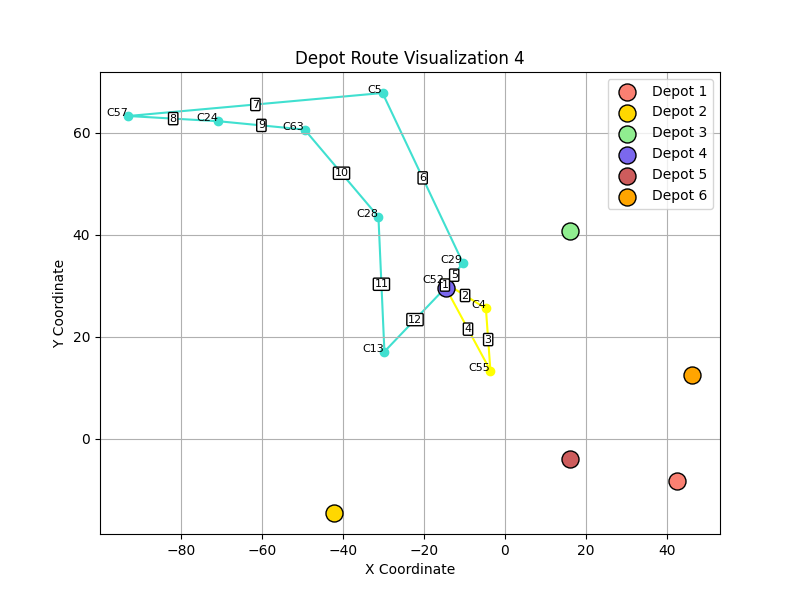 Depot Route Visualization 4
Depot 1
Depot 2
Depot 3
Depot 4
Depot 5
Depot 6
C57
8
C24
9
C63
7
C5
10
6
C28
11
C29
5
C52
1
2
C4
12
4
3
C13
C55
60
40
20
0
Y Coordinate
−80
−60
−40
−20
0
20
40
X Coordinate